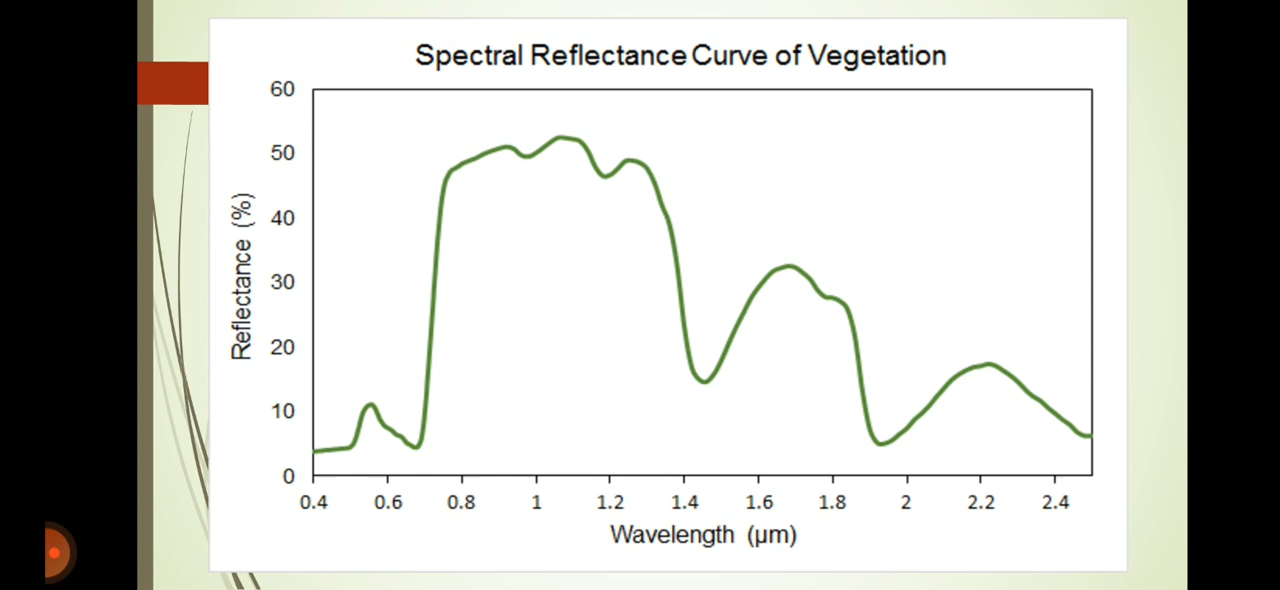 Spectral Reflectance Curve of Vegetation
60
50
40
30
20
10
0
Reflectance (%)
0.4 0.6 0.8 1 1.2 1.4 1.6 1.8 2 2.2 2.4
Wavelength (µm)